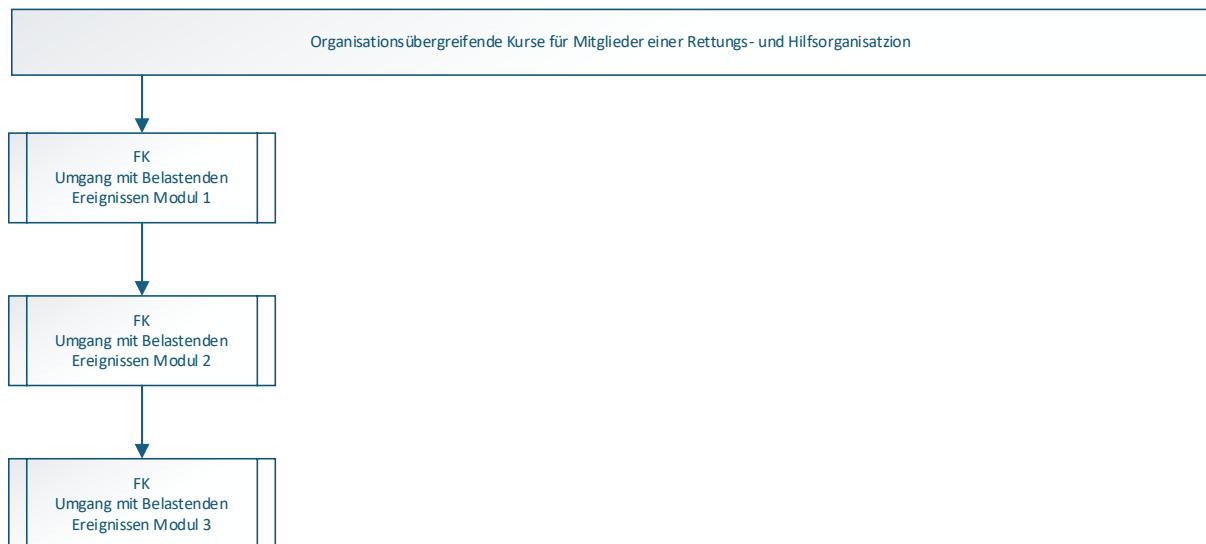 Organisationsübergreifende Kurse für Mitglieder einer Rettungs- und Hilfsorganisatzion
FK
Umgang mit Belastenden
Ereignissen Modul 1
FK
Umgang mit Belastenden
Ereignissen Modul 2
FK
Umgang mit Belastenden
Ereignissen Modul 3